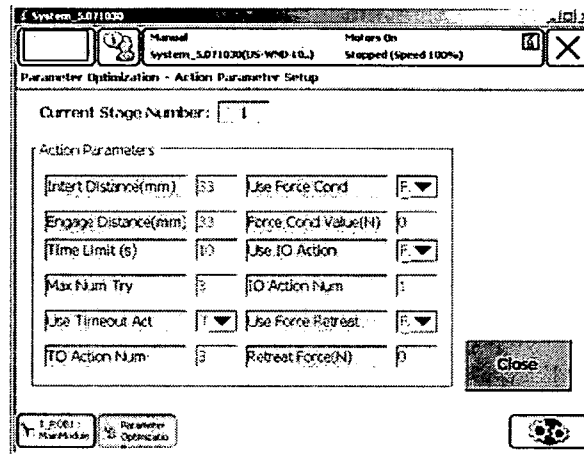 System_5.071030
Manual
System_5.071030(US-WND-10..)
Motors On
Stopped (Speed 100%)
Parameter Optimization - Action Parameter Setup
Current Stage Number: 1
Action Parameters
Intert Distance(mm) 33 Use Force Cond F.
Engage Distance(mm) 33 Force Cond Value(N) 0
Time Limit (s) 10 Use IO Action F.
Max Num Try 3 IO Action Num 1
Use Timeout Act T Use Force Retreat F.
TO Action Num 3 Retreat Force(N) 0
Close
T_ROB1:
MainModule
Parameter
Optimizatio